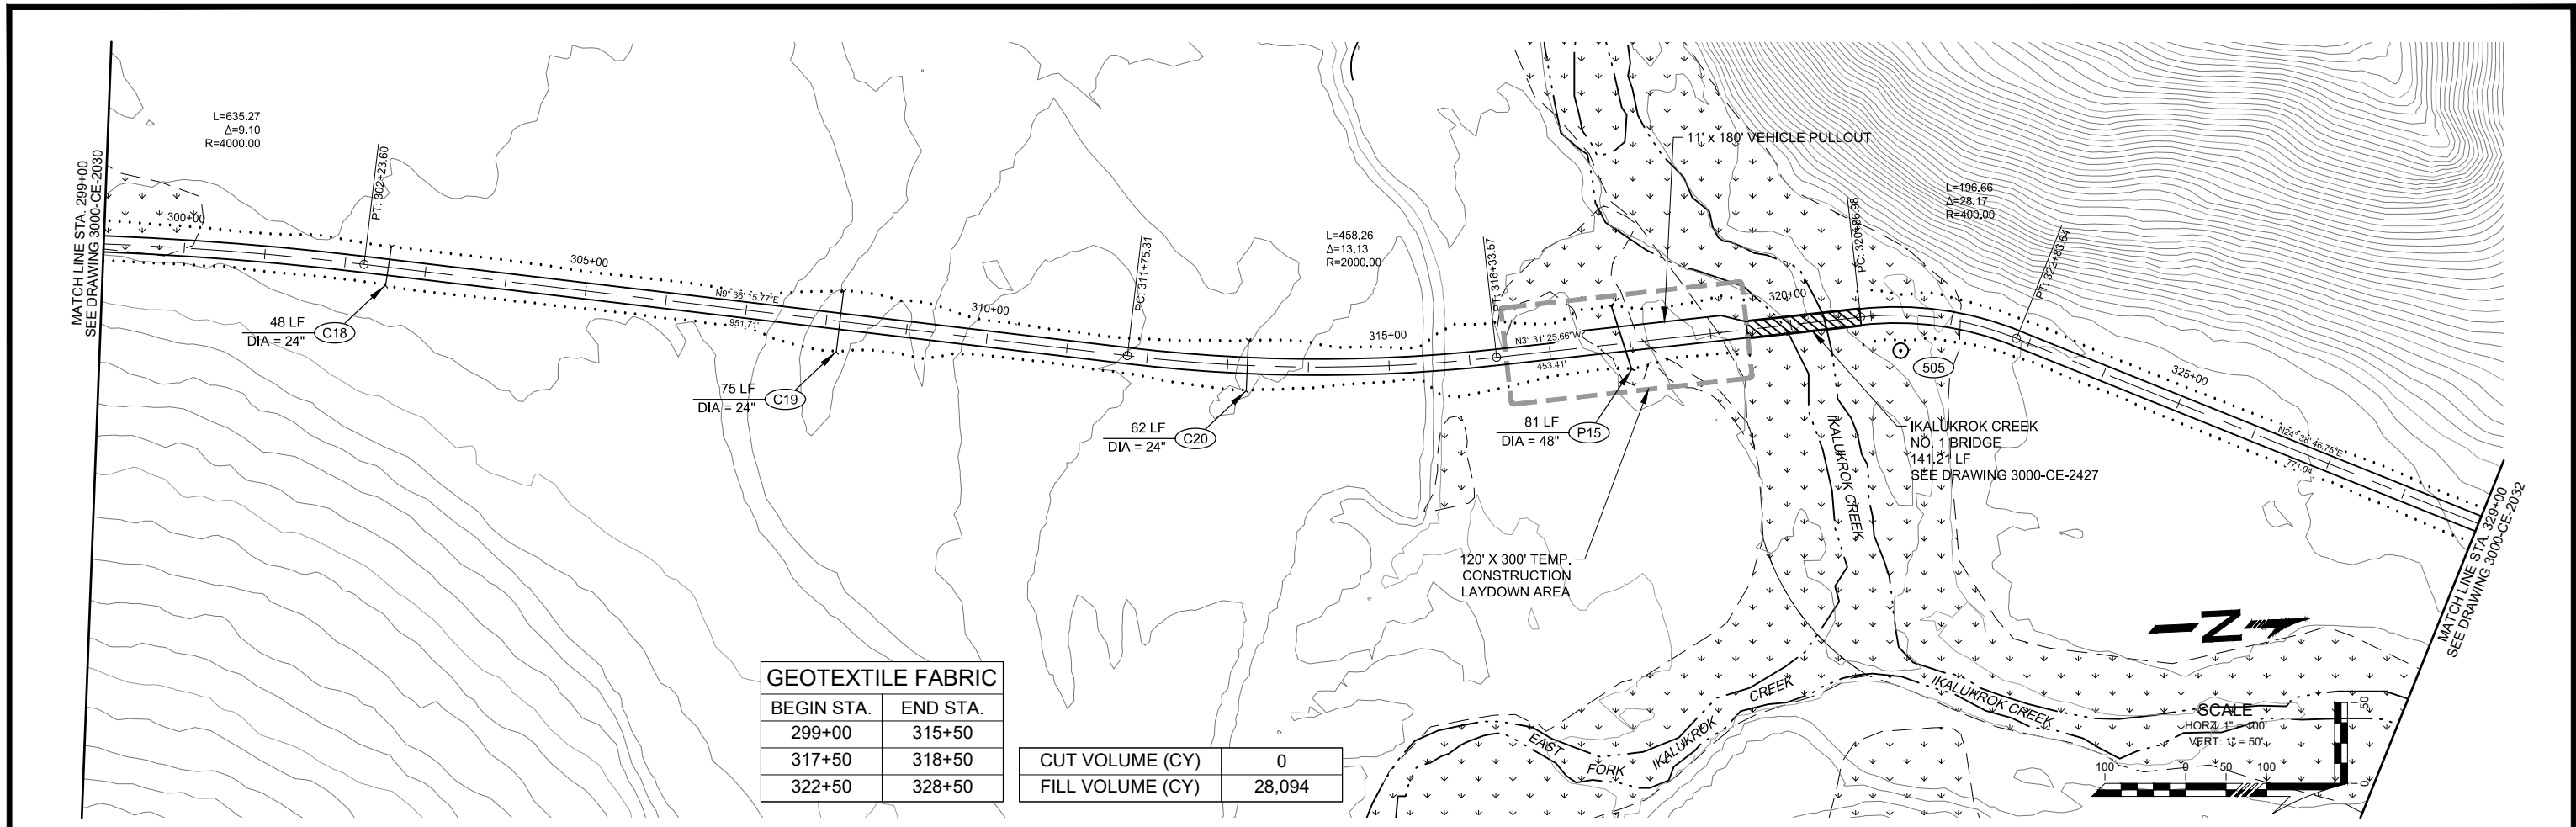 MATCH LINE STA. 299+00
SEE DRAWING 3000-CE-2030
L=635.27
Δ=9.10
R=4000.00
300+00
PT: 302+23.60
48 LF
DIA = 24"
C18
305+00
N9° 36' 15.77"E
951.71'
75 LF
DIA = 24"
C19
310+00
PC: 311+75.31
62 LF
DIA = 24"
C20
L=458.26
Δ=13.13
R=2000.00
315+00
PT: 316+33.57
N3° 31' 25.66"W
453.41'
11' x 180' VEHICLE PULLOUT
81 LF
DIA = 48"
P15
120' X 300' TEMP.
CONSTRUCTION
LAYDOWN AREA
320+00
PC: 320+86.98
L=196.66
Δ=28.17
R=400.00
PT: 322+83.64
505
IKALUKROK CREEK
NO. 1 BRIDGE
141.21 LF
SEE DRAWING 3000-CE-2427
IKALUKROK CREEK
325+00
N24° 38' 46.75"E
771.04'
MATCH LINE STA. 329+00
SEE DRAWING 3000-CE-2032
N
GEOTEXTILE FABRIC
BEGIN STA. END STA.
299+00 315+50
317+50 318+50
322+50 328+50
CUT VOLUME (CY) 0
FILL VOLUME (CY) 28,094
EAST FORK IKALUKROK CREEK
IKALUKROK CREEK
SCALE
HORZ: 1" = 100'
VERT: 1" = 50'
100 0 50 100
50
0